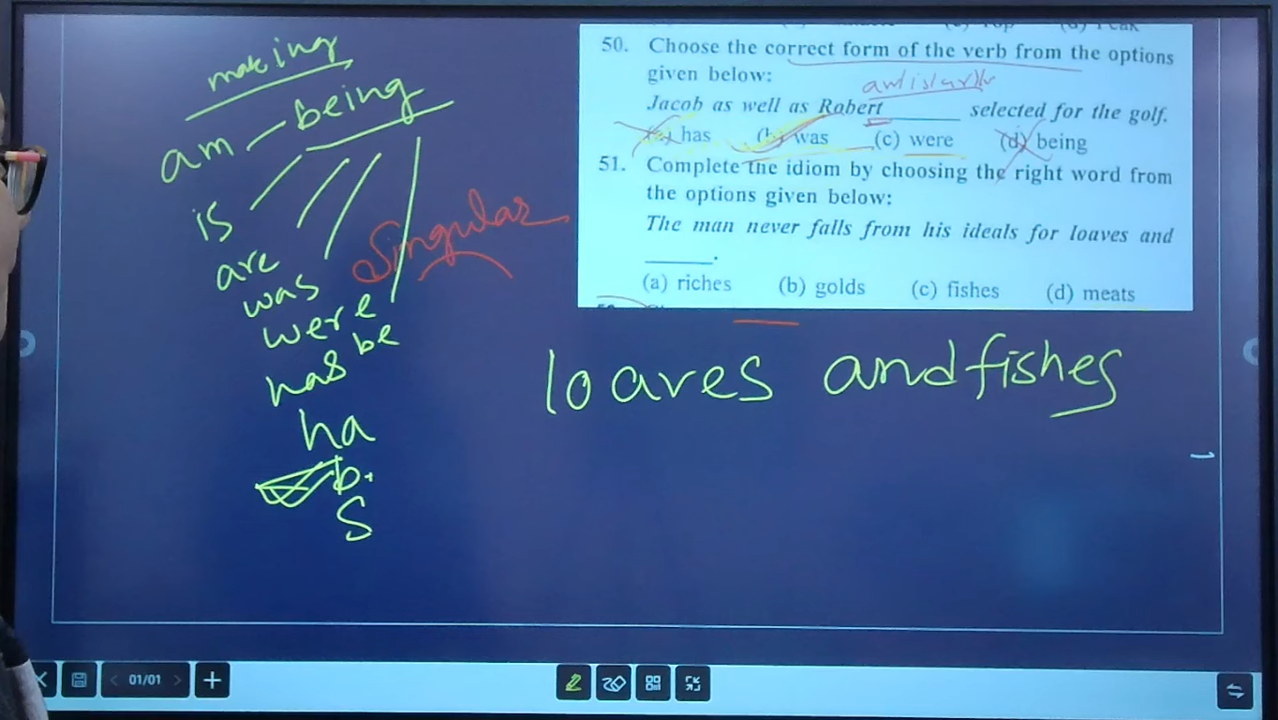 making
am being
is
are
was
were
has be
ha
b.
S
Singular
50. Choose the correct form of the verb from the options
given below:
Jacob as well as Robert ______ selected for the golf.
(a) has (b) was (c) were (d) being
51. Complete the idiom by choosing the right word from
the options given below:
The man never falls from his ideals for loaves and
______.
(a) riches (b) golds (c) fishes (d) meats
loaves and fishes
01/01